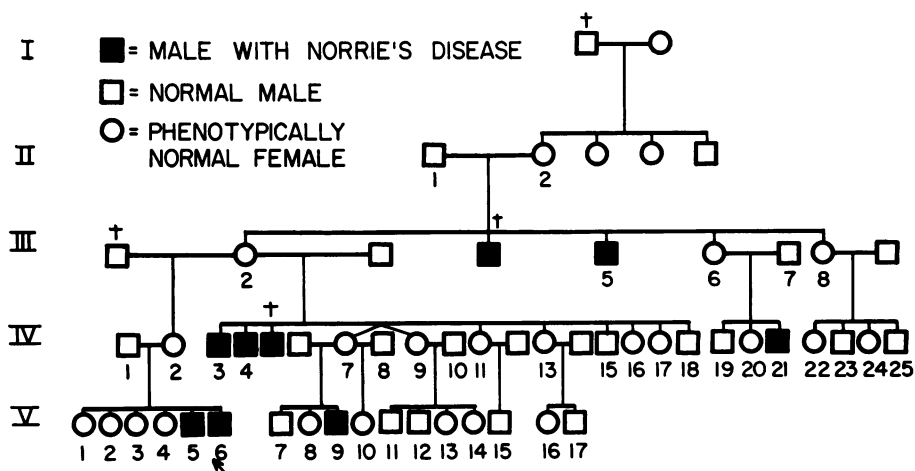 I
† 
■= MALE WITH NORRIE'S DISEASE
□= NORMAL MALE
○= PHENOTYPICALLY
NORMAL FEMALE
II
1 2
†
III
†
2 5 6 7 8
†
IV
1 2 3 4 7 8 9 10 11 13 15 16 17 18 19 20 21 22 23 24 25
V
1 2 3 4 5 6 7 8 9 10 11 12 13 14 15 16 17